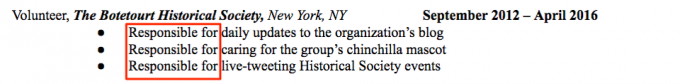 Volunteer, The Botetourt Historical Society, New York, NY September 2012 – April 2016
● Responsible for daily updates to the organization’s blog
● Responsible for caring for the group’s chinchilla mascot
● Responsible for live-tweeting Historical Society events